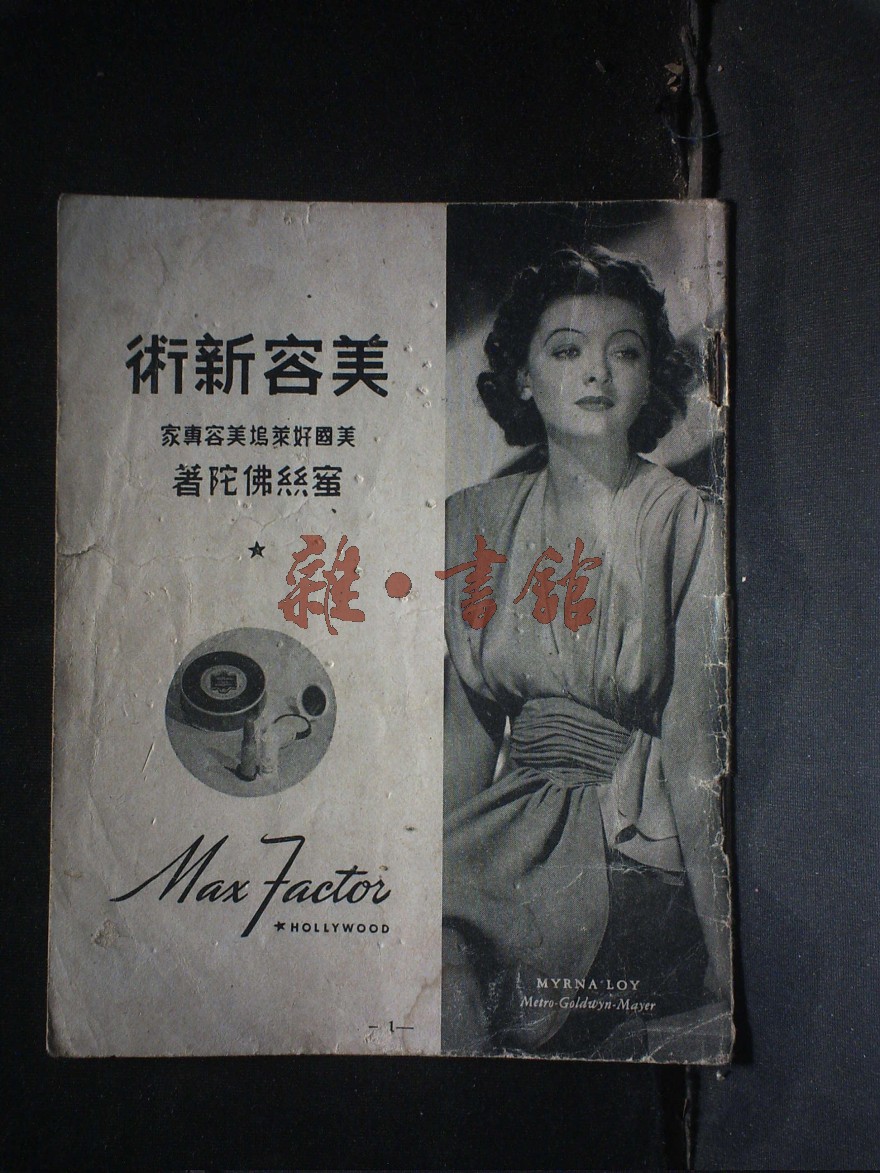 美容新術
美國好萊塢美容專家
蜜絲佛陀著
雜·書館
Max Factor
★HOLLYWOOD
MYRNA LOY
Metro-Goldwyn-Mayer
—1—